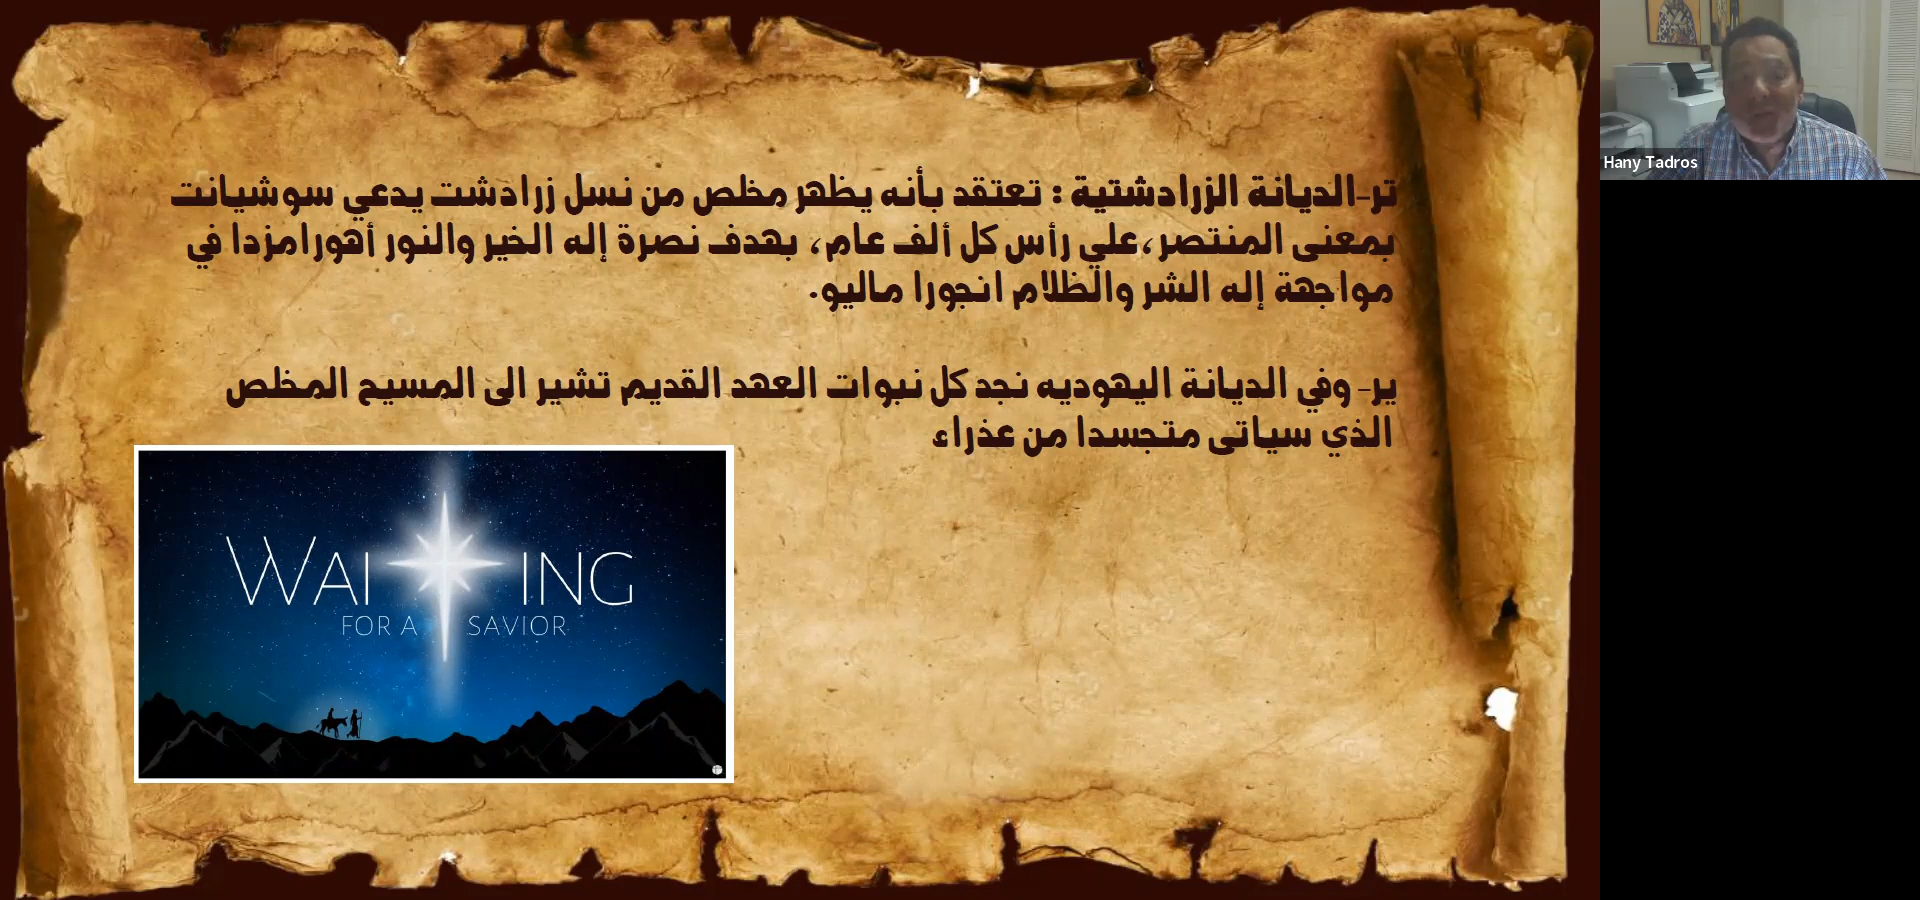 تر-الديانة الزرادشتية : تعتقد بأنه يظهر مخلص من نسل زرادشت يدعي سوشيانت
بمعنى المنتصر،علي رأس كل ألف عام، بهدف نصرة إله الخير والنور أهورامزدا في
مواجهة إله الشر والظلام انجورا ماليو.
ير- وفي الديانة اليهوديه نجد كل نبوات العهد القديم تشير الى المسيح المخلص
الذي سياتى متجسدا من عذراء
WAITING
FOR A SAVIOR
Hany Tadros